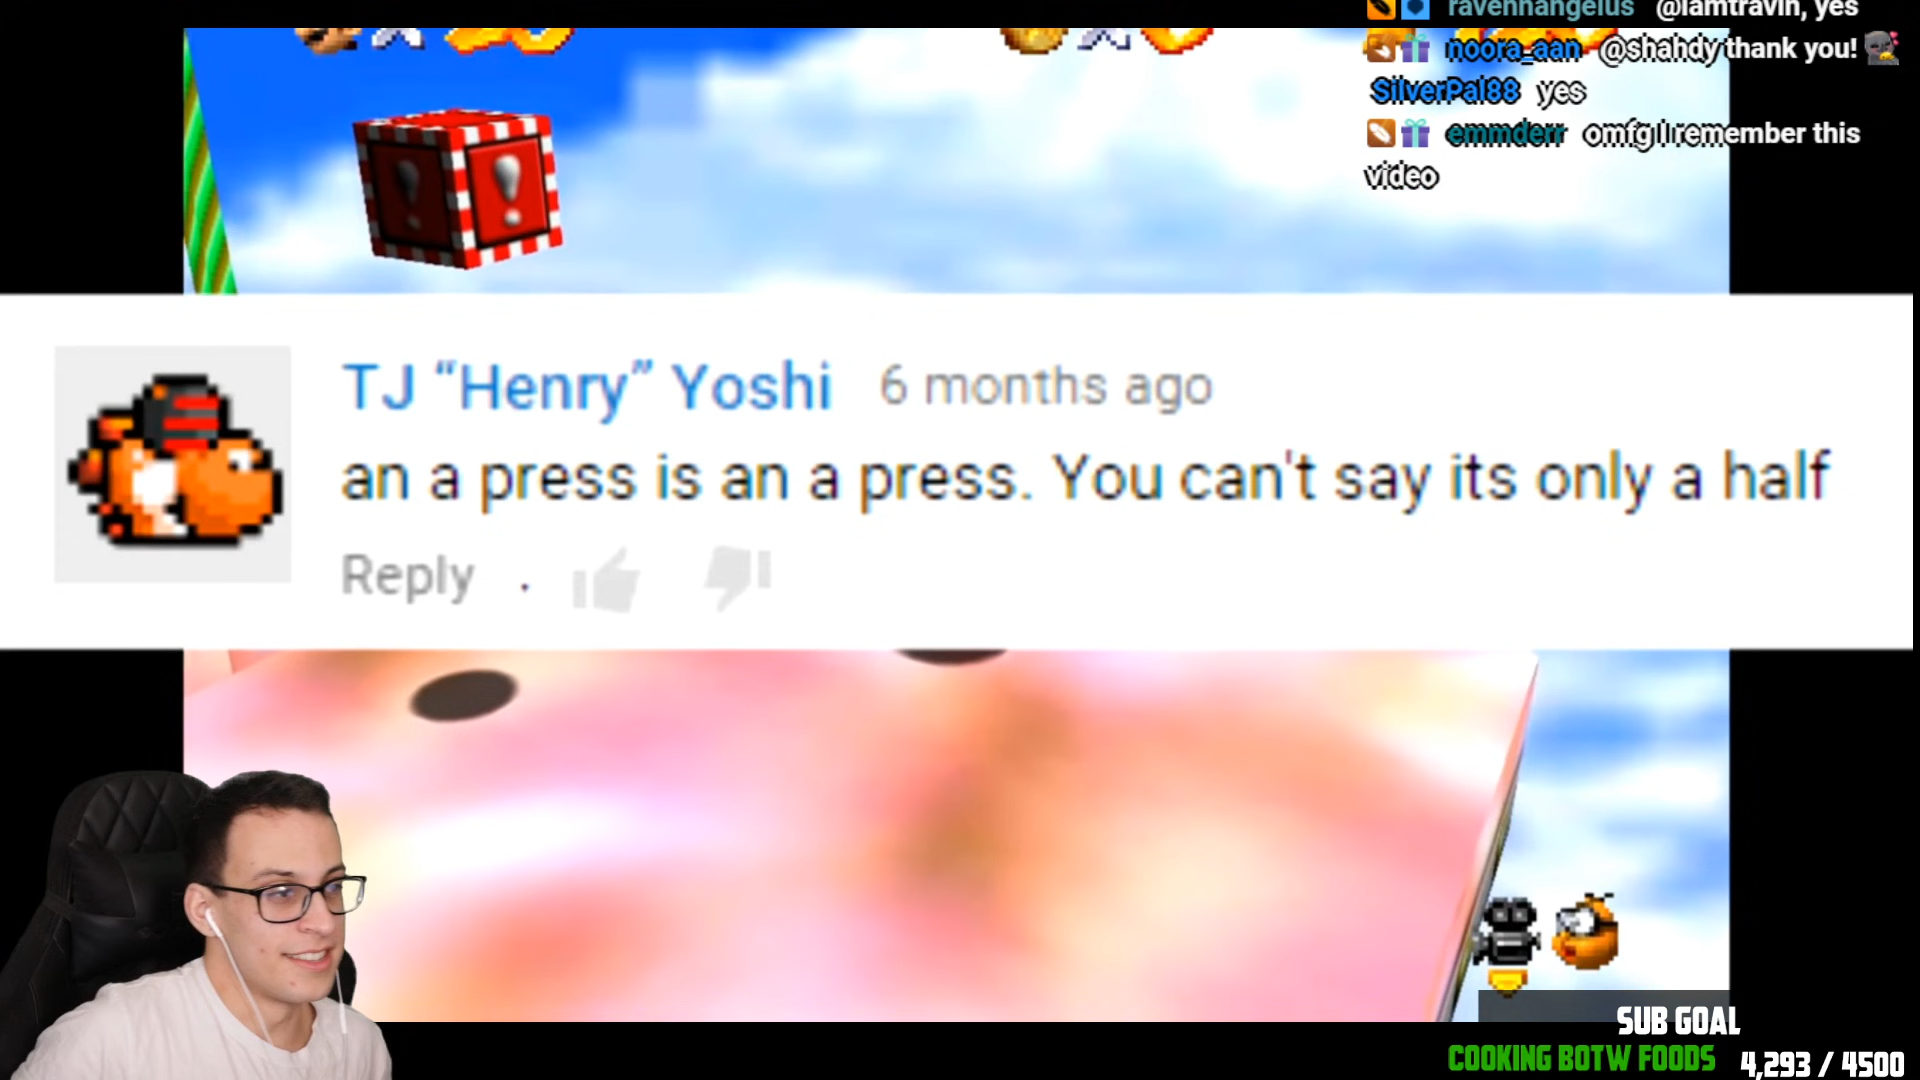 ravenhangelus @iamtravin, yes
noora_aan @shahdy thank you!
SilverPal88 yes
emmderr omfg I remember this
video
TJ “Henry” Yoshi 6 months ago
an a press is an a press. You can't say its only a half
Reply .
SUB GOAL
COOKING BOTW FOODS 4,293 / 4500